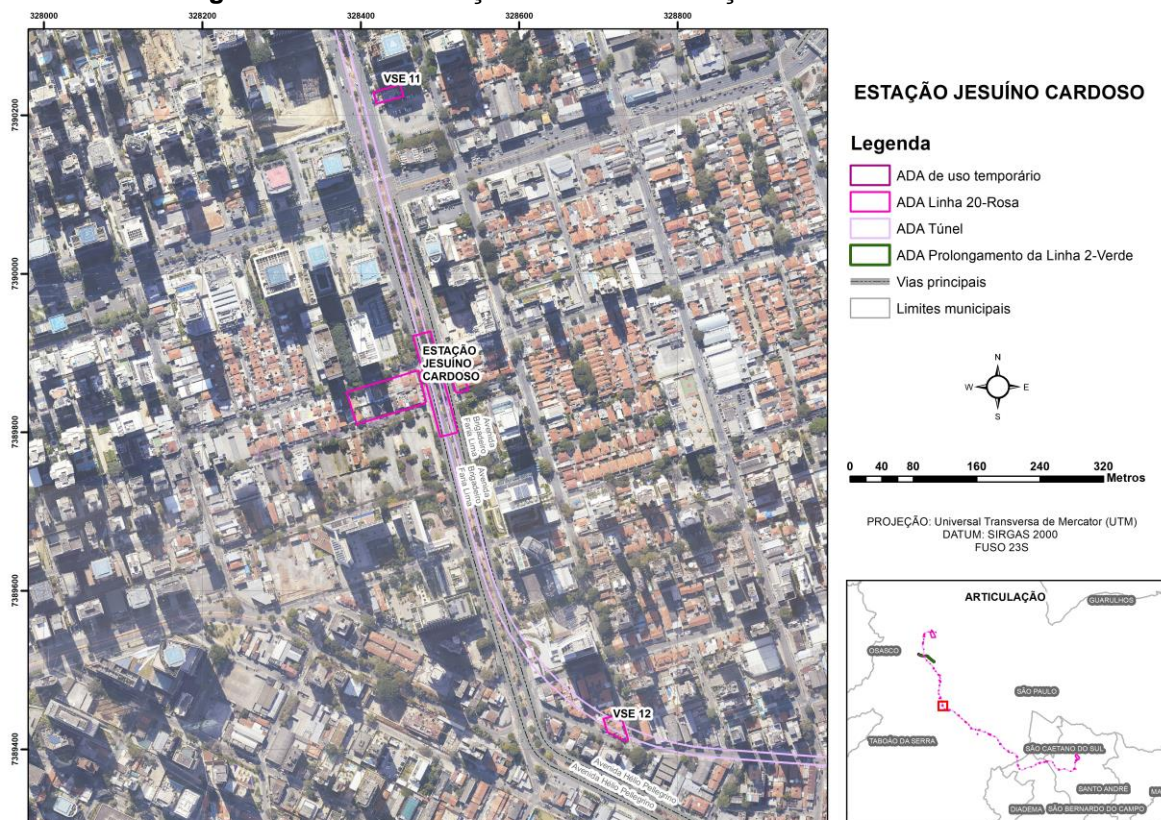 328000
328200
328400
328600
328800
7390200
7390000
7389800
7389600
7389400
VSE 11
ESTAÇÃO
JESUÍNO
CARDOSO
Avenida
Brigadeiro
Faria Lima
Avenida
Brigadeiro
Faria Lima
VSE 12
Avenida Hélio Pellegrino
Avenida Hélio Pellegrino
ESTAÇÃO JESUÍNO CARDOSO
Legenda
ADA de uso temporário
ADA Linha 20-Rosa
ADA Túnel
ADA Prolongamento da Linha 2-Verde
Vias principais
Limites municipais
N
W E
S
0 40 80 160 240 320
Metros
PROJEÇÃO: Universal Transversa de Mercator (UTM)
DATUM: SIRGAS 2000
FUSO 23S
ARTICULAÇÃO
GUARULHOS
OSASCO
SÃO PAULO
TABOÃO DA SERRA
SÃO CAETANO DO SUL
SANTO ANDRÉ
MA
DIADEMA
SÃO BERNARDO DO CAMPO